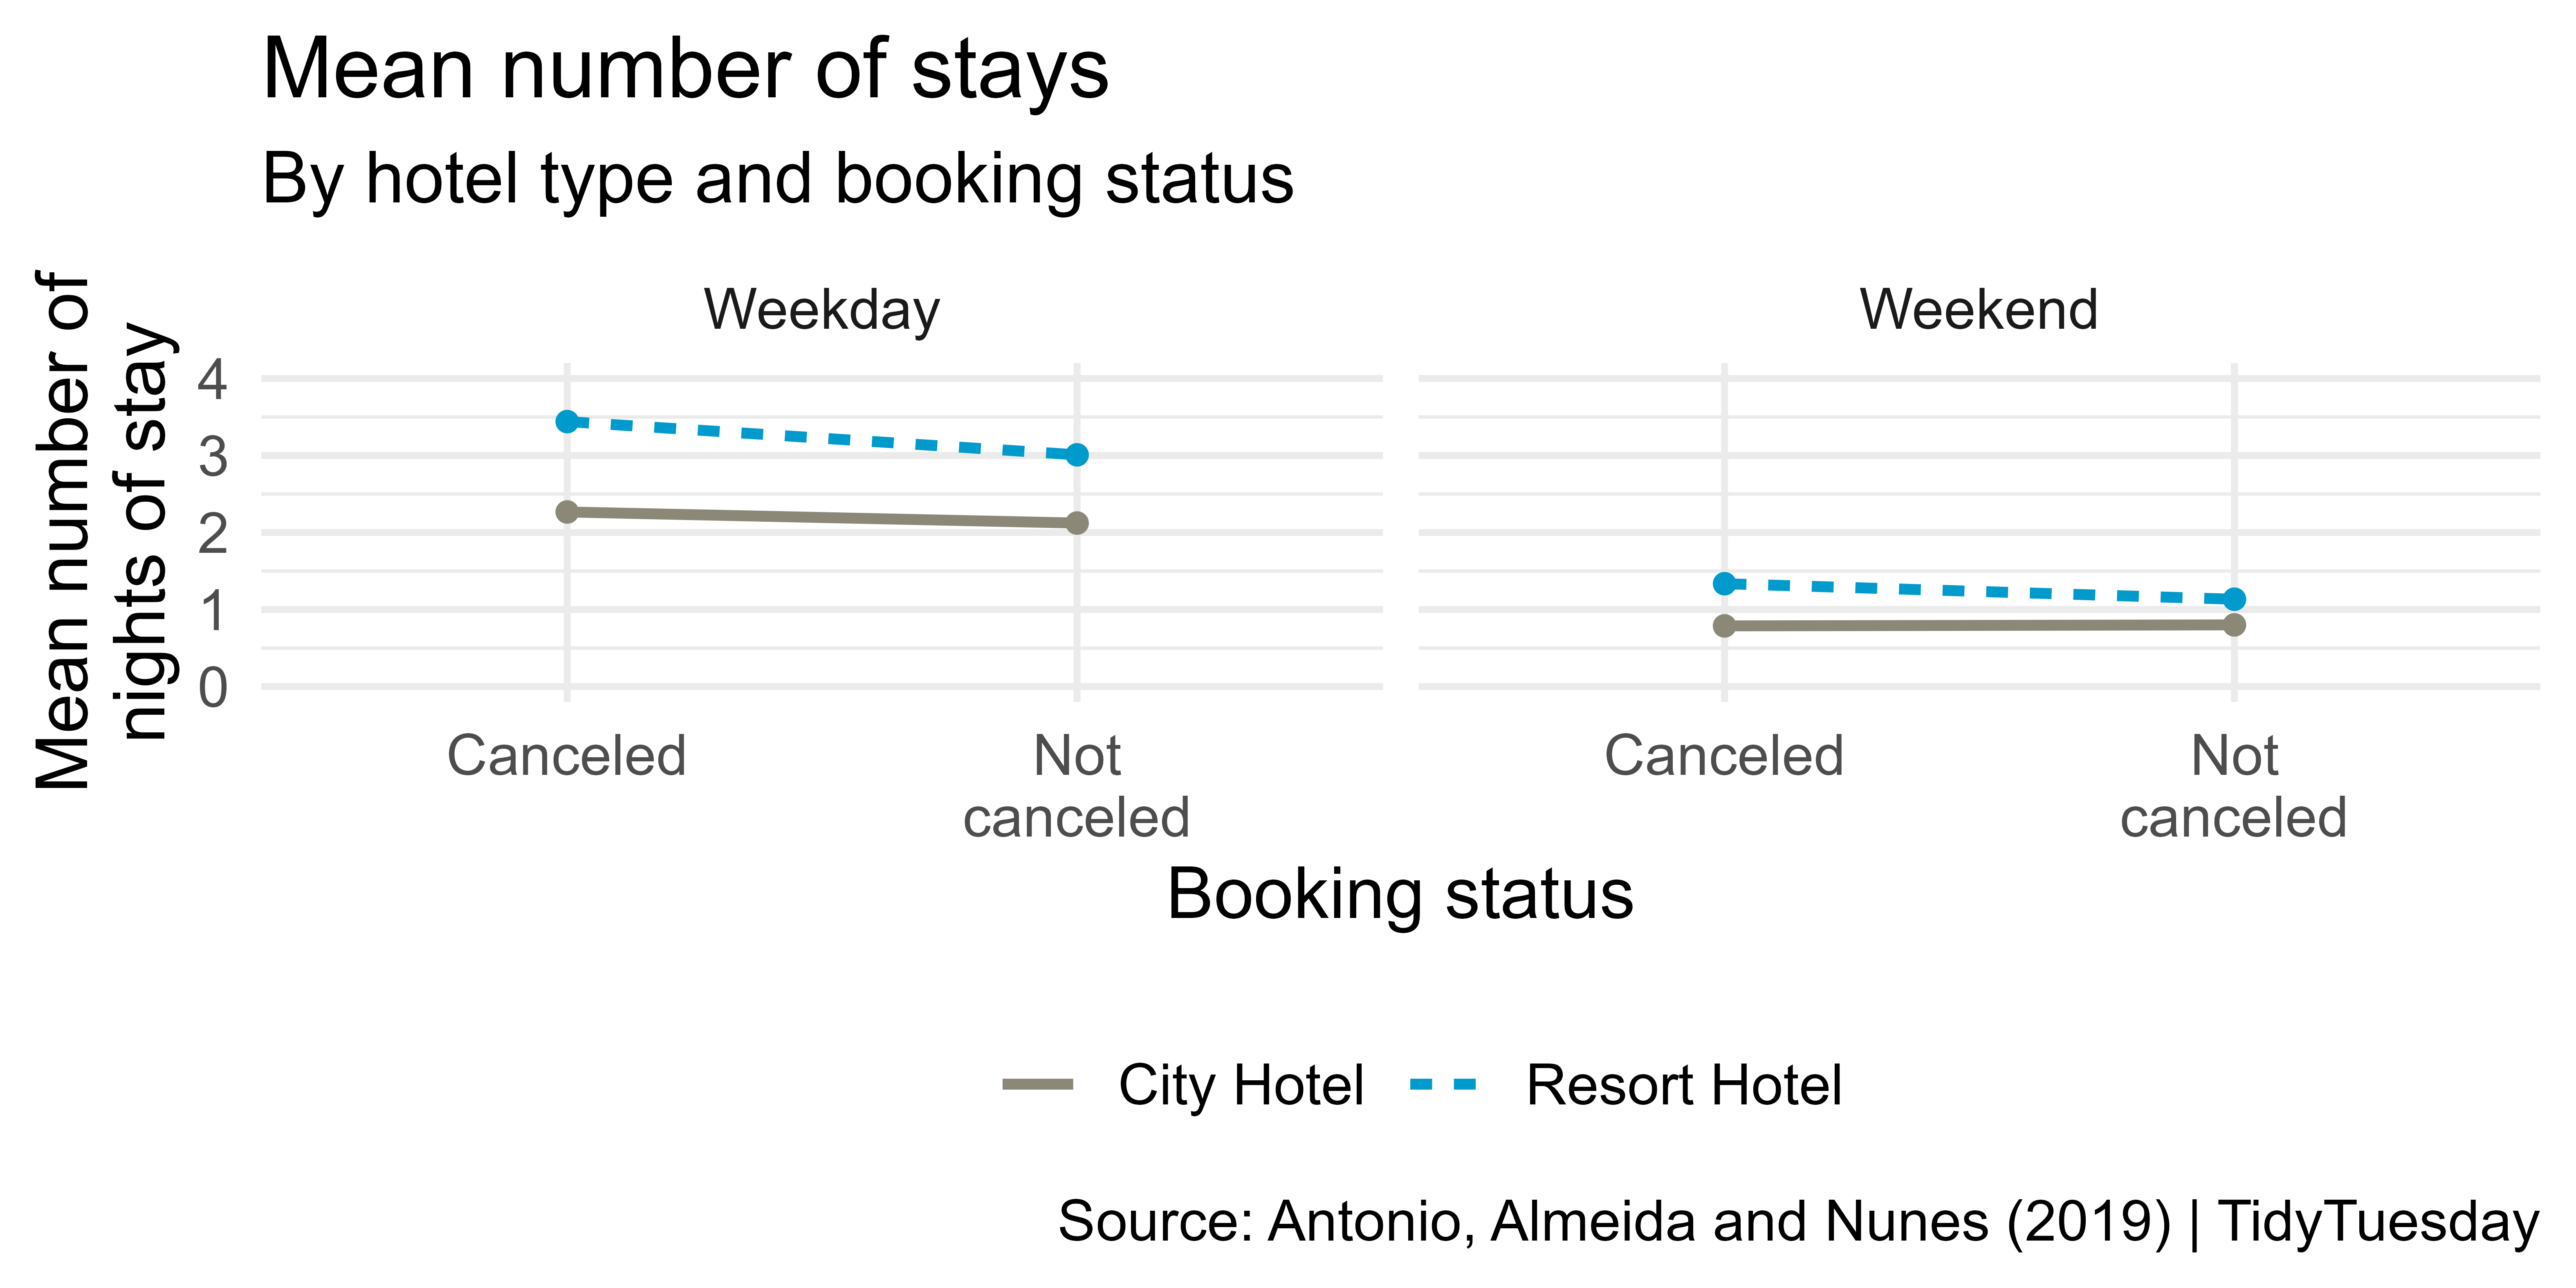 Mean number of stays
By hotel type and booking status
Mean number of
nights of stay
Weekday
Weekend
4
3
2
1
0
Canceled
Not
canceled
Canceled
Not
canceled
Booking status
City Hotel
Resort Hotel
Source: Antonio, Almeida and Nunes (2019) | TidyTuesday